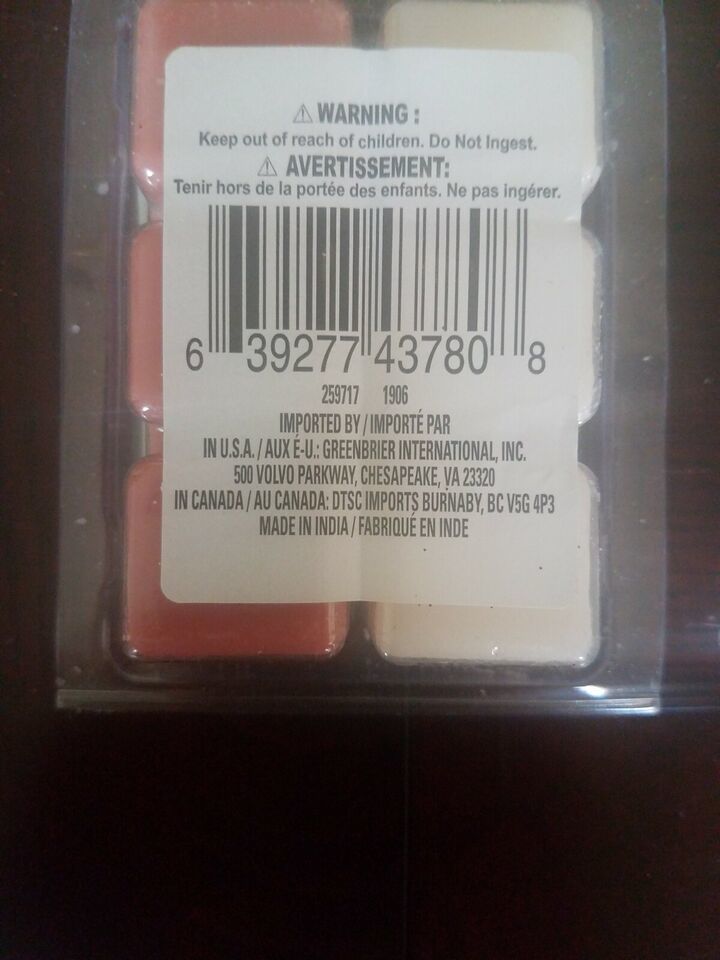 ⚠ WARNING :
Keep out of reach of children. Do Not Ingest.
⚠ AVERTISSEMENT:
Tenir hors de la portée des enfants. Ne pas ingérer.
6 39277 43780 8
259717 1906
IMPORTED BY / IMPORTÉ PAR
IN U.S.A. / AUX É-U.: GREENBRIER INTERNATIONAL, INC.
500 VOLVO PARKWAY, CHESAPEAKE, VA 23320
IN CANADA / AU CANADA: DTSC IMPORTS BURNABY, BC V5G 4P3
MADE IN INDIA / FABRIQUÉ EN INDE